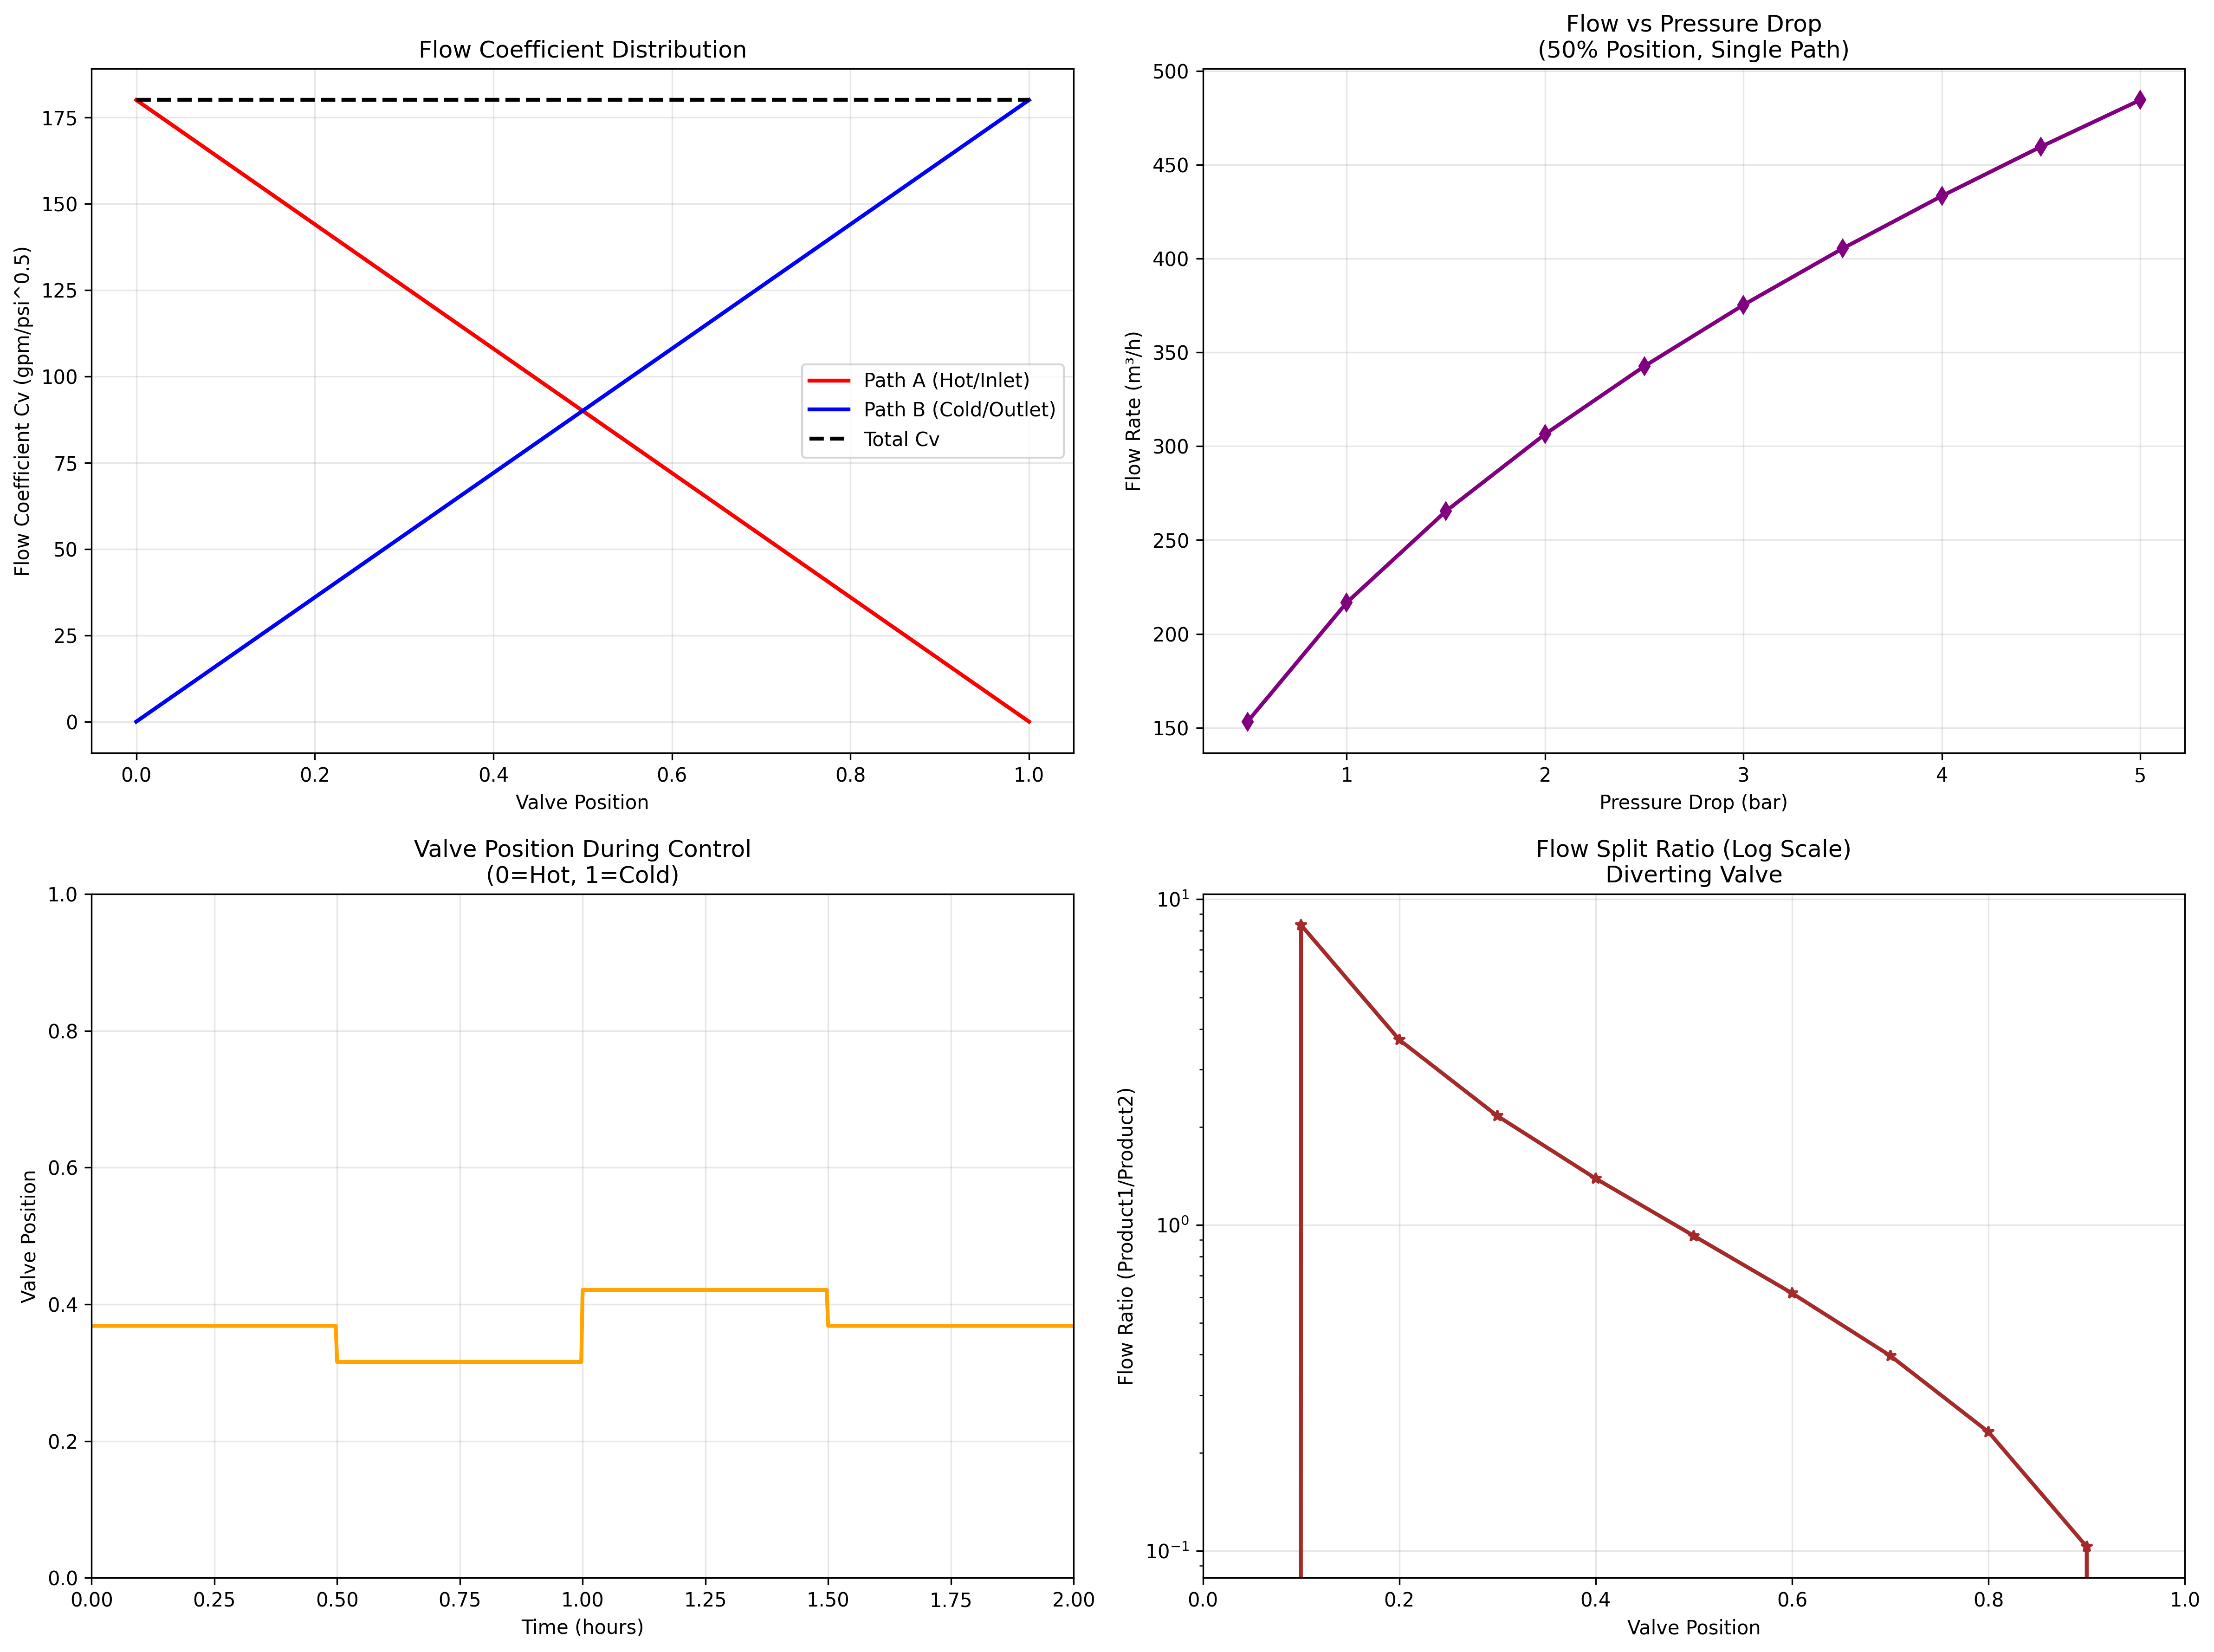 Flow Coefficient Distribution
Flow Coefficient Cv (gpm/psi^0.5)
175
150
125
100
75
50
25
0
Path A (Hot/Inlet)
Path B (Cold/Outlet)
Total Cv
0.0 0.2 0.4 0.6 0.8 1.0
Valve Position
Flow vs Pressure Drop
(50% Position, Single Path)
Flow Rate (m³/h)
500
450
400
350
300
250
200
150
1 2 3 4 5
Pressure Drop (bar)
Valve Position During Control
(0=Hot, 1=Cold)
Valve Position
1.0
0.8
0.6
0.4
0.2
0.0
0.00 0.25 0.50 0.75 1.00 1.25 1.50 1.75 2.00
Time (hours)
Flow Split Ratio (Log Scale)
Diverting Valve
Flow Ratio (Product1/Product2)
10¹
10⁰
10⁻¹
0.0 0.2 0.4 0.6 0.8 1.0
Valve Position